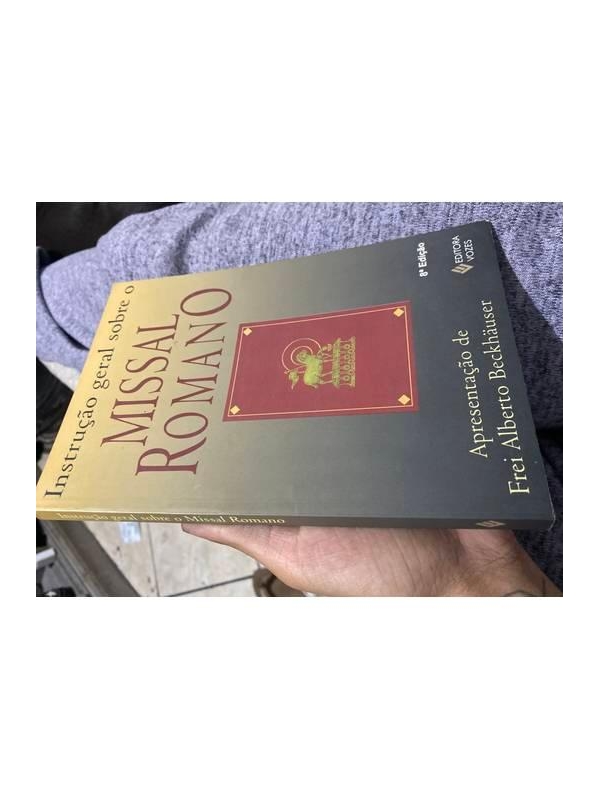 Instrução geral sobre o
MISSAL
ROMANO
Apresentação de
Frei Alberto Beckhäuser
8ª Edição
EDITORA
VOZES
Instrução geral sobre o Missal Romano